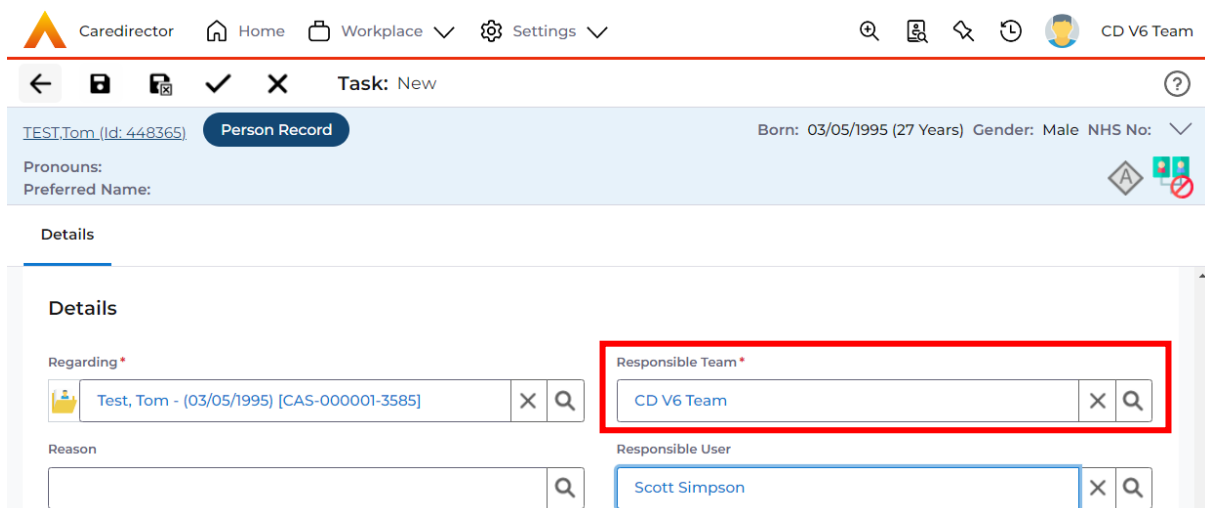 Caredirector Home Workplace Settings CD V6 Team
Task: New
TEST,Tom (Id: 448365) Person Record Born: 03/05/1995 (27 Years) Gender: Male NHS No:
Pronouns:
Preferred Name:
A
Details
Details
Regarding* Responsible Team*
Test, Tom - (03/05/1995) [CAS-000001-3585] CD V6 Team
Reason Responsible User
Scott Simpson